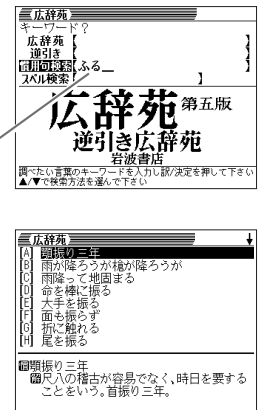 広辞苑
キーワード？
広辞苑【 】
逆引き【 】
慣用句検索【ふる_ 】
スペル検索【 】
広辞苑 第五版
逆引き広辞苑
岩波書店
調べたい言葉のキーワードを入力し訳/決定を押して下さい
▲/▼で検索方法を選んで下さい
広辞苑 ↓
[A] 顎振り三年
[B] 雨が降ろうが槍が降ろうが
[C] 雨降って地固まる
[D] 命を棒に振る
[E] 大手を振る
[F] 面も振らず
[G] 折に触れる
[H] 尾を振る
慣顎振り三年
解尺八の稽古が容易でなく、時日を要する
ことをいう。首振り三年。